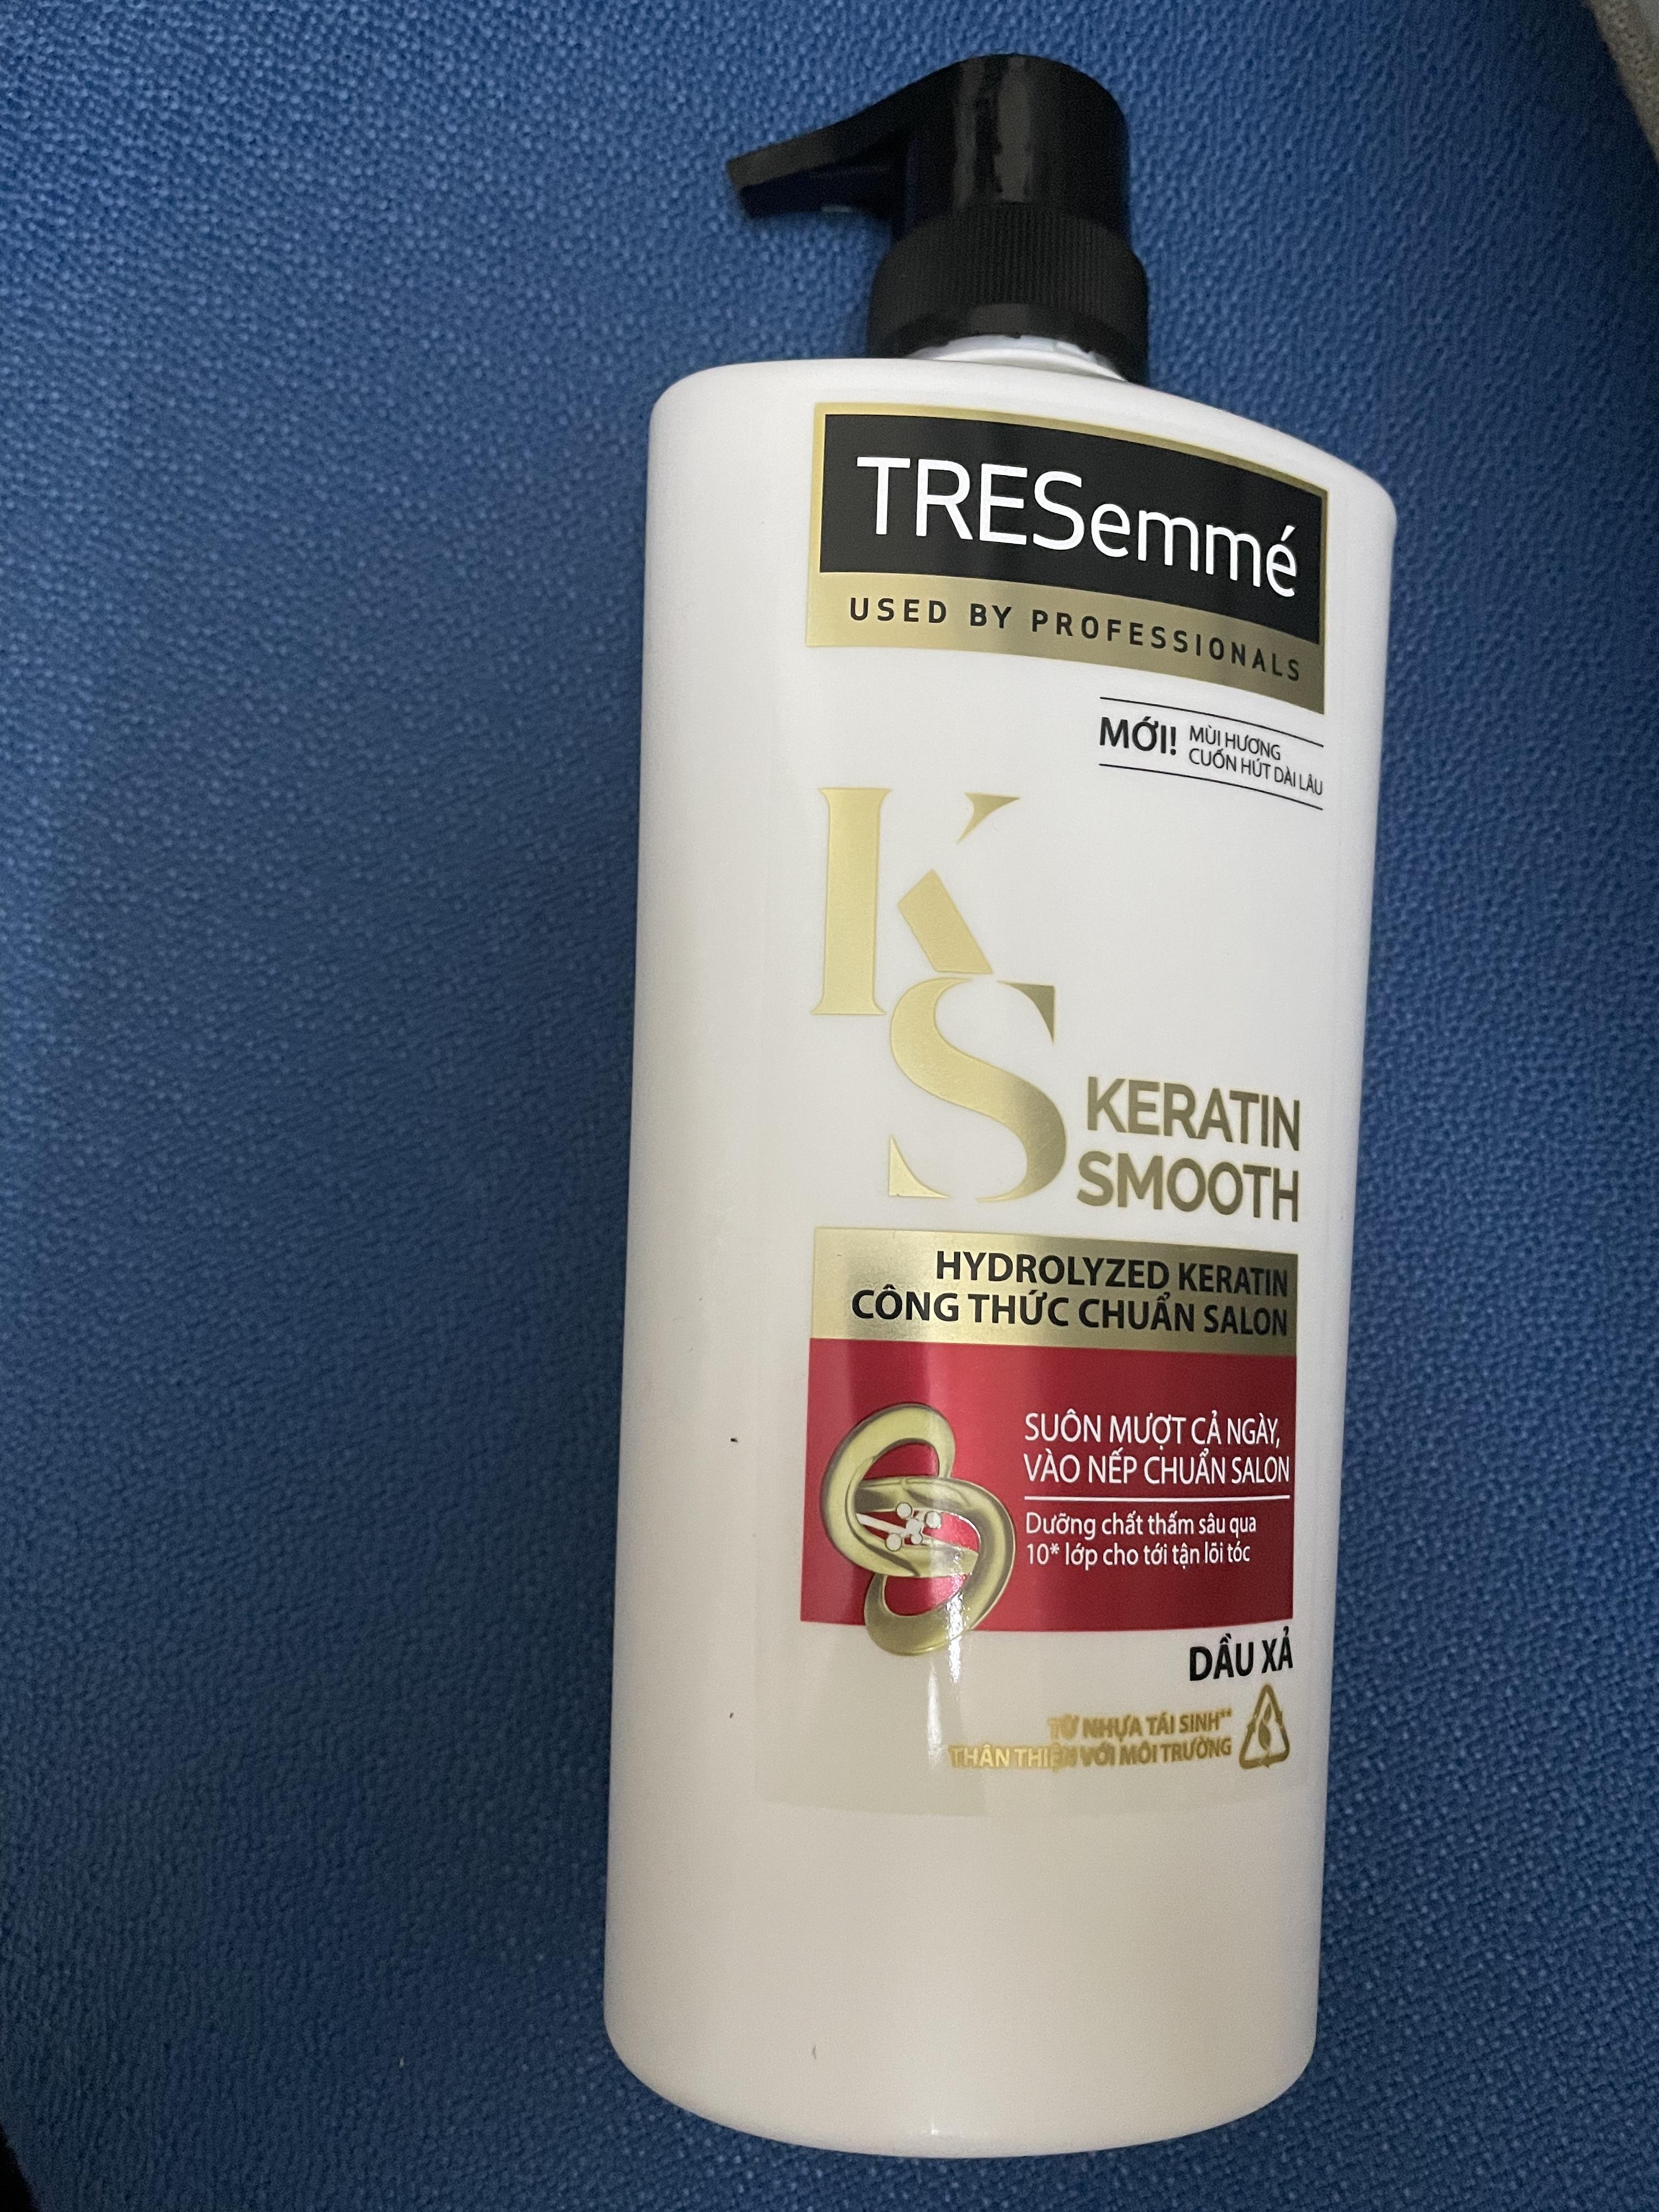 TRESemmé
USED BY PROFESSIONALS
MỚI! MÙI HƯƠNG
CUỐN HÚT DÀI LÂU
KS
KERATIN
SMOOTH
HYDROLYZED KERATIN
CÔNG THỨC CHUẨN SALON
SUÔN MƯỢT CẢ NGÀY,
VÀO NẾP CHUẨN SALON
Dưỡng chất thấm sâu qua
10* lớp cho tới tận lõi tóc
DẦU XẢ
TỪ NHỰA TÁI SINH**
THÂN THIỆN VỚI MÔI TRƯỜNG